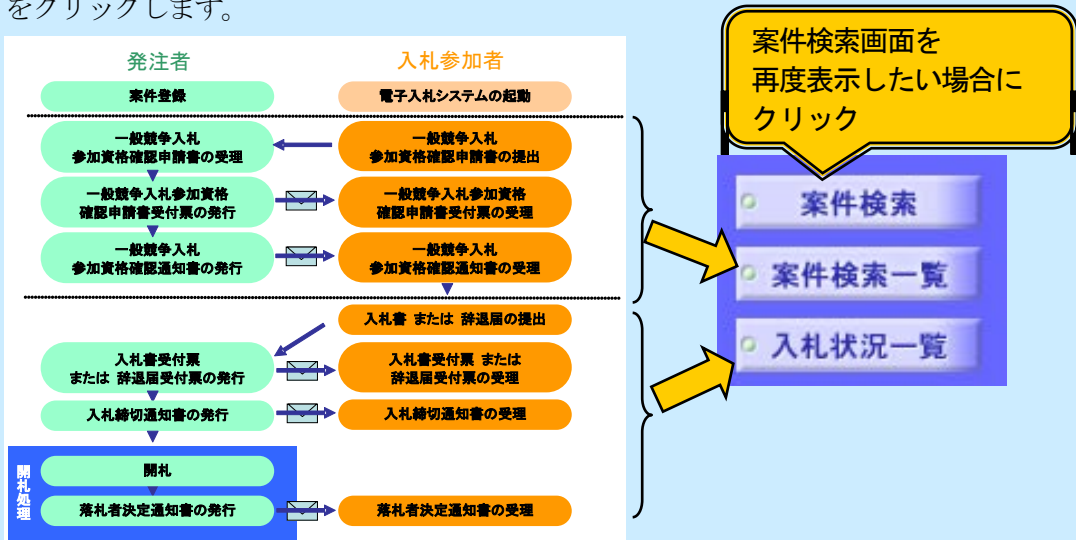 をクリックします。
発注者
入札参加者
案件登録
電子入札システムの起動
一般競争入札
参加資格確認申請書の受理
一般競争入札
参加資格確認申請書の提出
一般競争入札参加資格
確認申請書受付票の発行
一般競争入札参加資格
確認申請書受付票の受理
一般競争入札
参加資格確認通知書の発行
一般競争入札
参加資格確認通知書の受理
入札書 または 辞退届の提出
入札書受付票
または 辞退届受付票の発行
入札書受付票 または
辞退届受付票の受理
入札締切通知書の発行
入札締切通知書の受理
開札処理
開札
落札者決定通知書の発行
落札者決定通知書の受理
案件検索画面を
再度表示したい場合に
クリック
案件検索
案件検索一覧
入札状況一覧